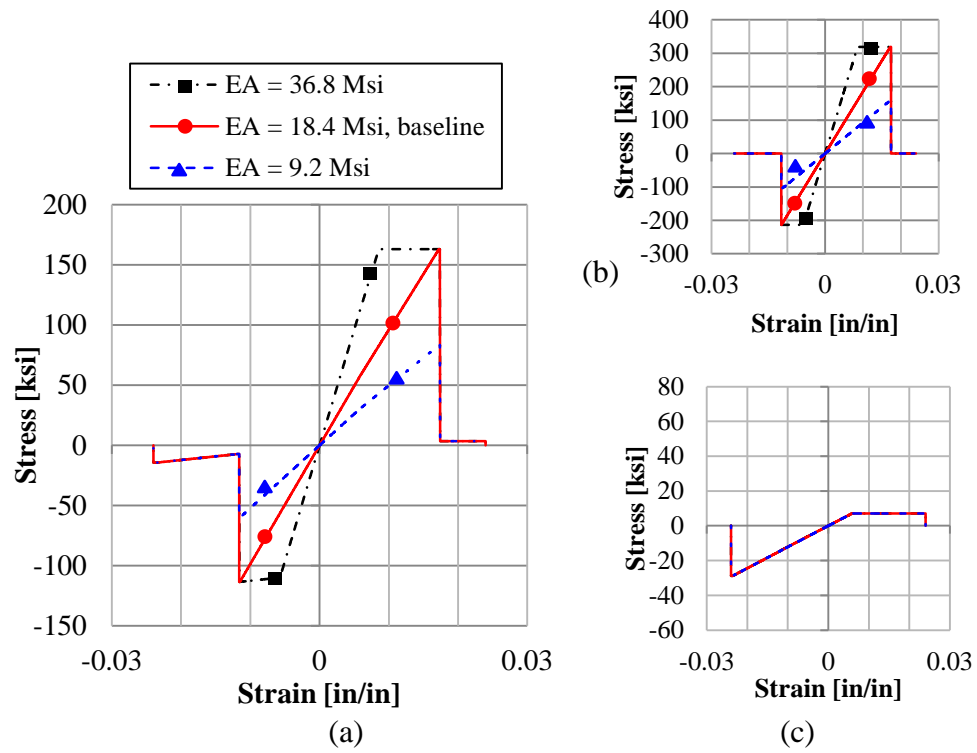 EA = 36.8 Msi
EA = 18.4 Msi, baseline
EA = 9.2 Msi
200
150
100
50
0
-50
-100
-150
Stress [ksi]
-0.03
0
0.03
Strain [in/in]
(a)
400
300
200
100
0
-100
-200
-300
Stress [ksi]
-0.03
0
0.03
(b)
Strain [in/in]
80
60
40
20
0
-20
-40
-60
Stress [ksi]
-0.03
0
0.03
Strain [in/in]
(c)